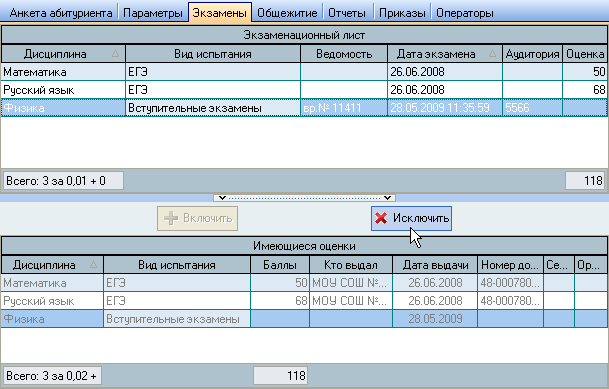 Анкета абитуриента Параметры Экзамены Общежитие Отчеты Приказы Операторы
Экзаменационный лист
Дисциплина Вид испытания Ведомость Дата экзамена Аудитория Оценка
Математика ЕГЭ 26.06.2008 50
Русский язык ЕГЭ 26.06.2008 68
Физика Вступительные экзамены вр.№ 11411 28.05.2009 11:35:59 5566
Всего: 3 за 0,01 + 0 118
Включить Исключить
Имеющиеся оценки
Дисциплина Вид испытания Баллы Кто выдал Дата выдачи Номер до... Се... Ор...
Математика ЕГЭ 50 МОУ СОШ №... 26.06.2008 48-000780...
Русский язык ЕГЭ 68 МОУ СОШ №... 26.06.2008 48-000780...
Физика Вступительные экзамены 28.05.2009
Всего: 3 за 0,02 + 118